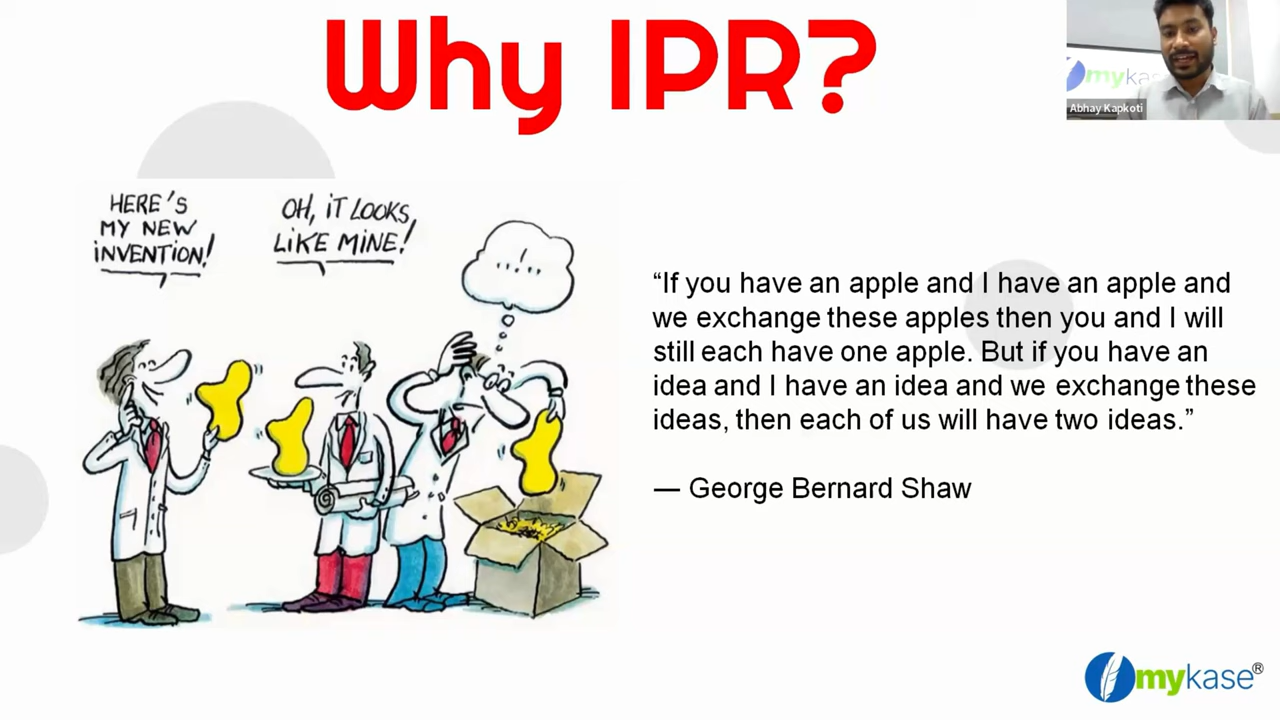 Why IPR?
mykase
Abhay Kapkoti
HERE'S
MY NEW
INVENTION!
OH, IT LOOKS
LIKE MINE!
“If you have an apple and I have an apple and
we exchange these apples then you and I will
still each have one apple. But if you have an
idea and I have an idea and we exchange these
ideas, then each of us will have two ideas.”
— George Bernard Shaw
mykase®